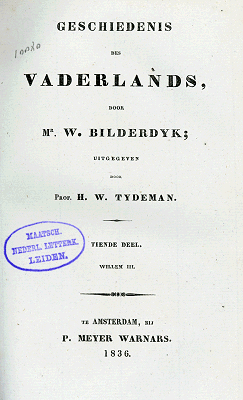 GESCHIEDENIS
DES
VADERLANDS,
DOOR
Mr. W. BILDERDYK;
UITGEGEVEN
DOOR
PROF. H. W. TYDEMAN.
TIENDE DEEL.
WILLEM III.
MAATSCH.
NEDERL. LETTERK.
LEIDEN.
TE AMSTERDAM, BIJ
P. MEYER WARNARS.
1836.